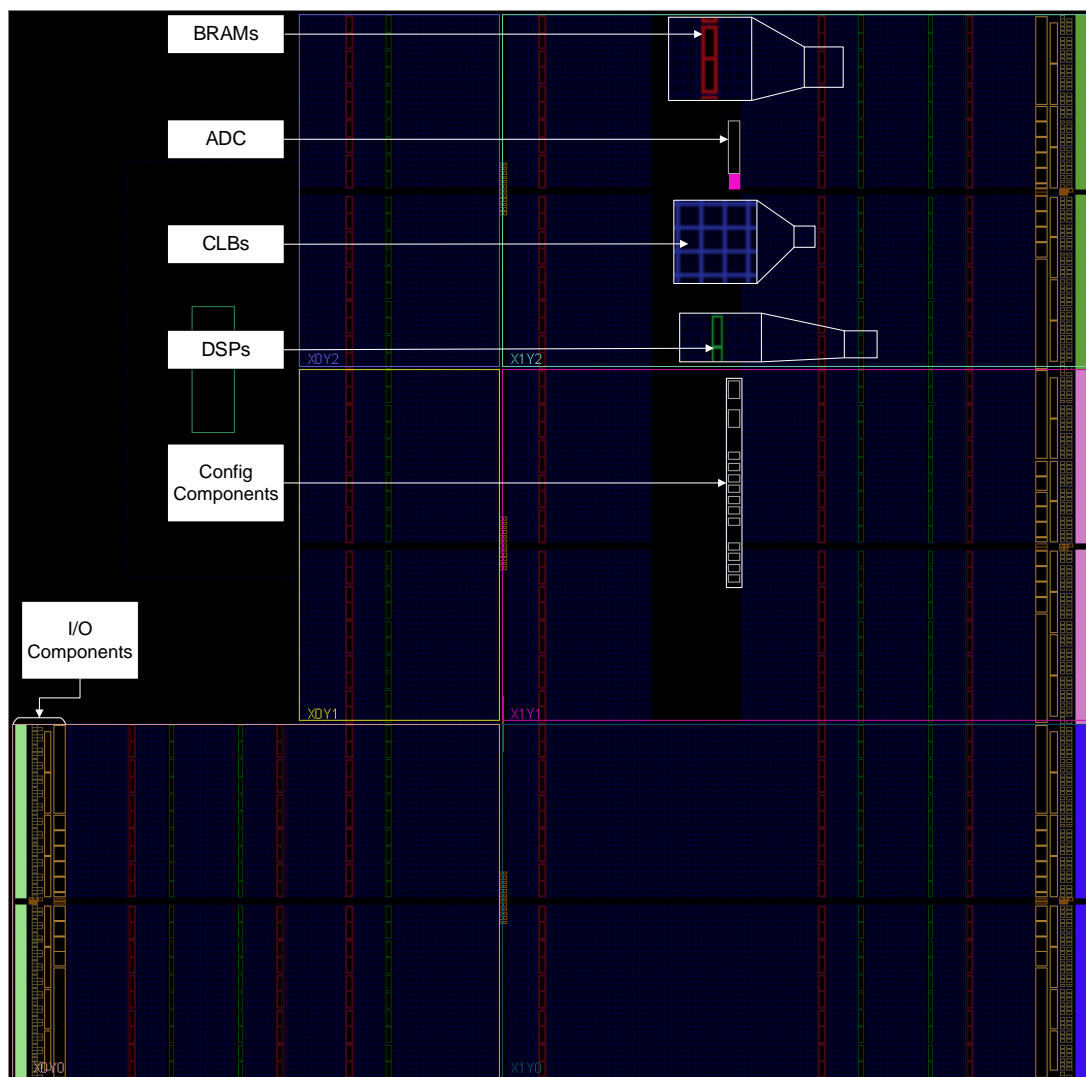 BRAMs
ADC
CLBs
DSPs
X0Y2
X1Y2
Config
Components
I/O
Components
X0Y1
X1Y1
X0Y0
X1Y0